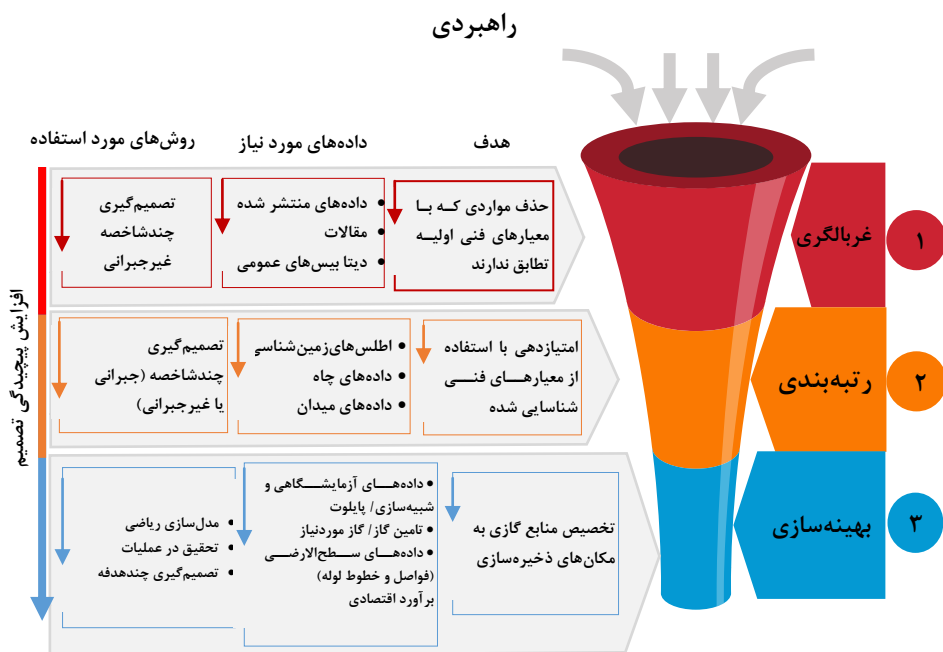 راهبردی
هدف
داده‌های مورد نیاز
روش‌های مورد استفاده
۱
غربالگری
حذف مواردی که با
معیارهای فنی اولیه
تطابق ندارند
• داده‌های منتشر شده
• مقالات
• دیتا بیس‌های عمومی
تصمیم‌گیری
چندشاخصه
غیرجبرانی
۲
رتبه‌بندی
امتیازدهی با استفاده
از معیارهای فنی
شناسایی شده
• اطلس‌های زمین‌شناسی
• داده‌های چاه
• داده‌های میدان
تصمیم‌گیری
چندشاخصه (جبرانی
یا غیرجبرانی)
۳
بهینه‌سازی
تخصیص منابع گازی به
مکان‌های ذخیره‌سازی
• داده‌های آزمایشگاهی و
شبیه‌سازی/ پایلوت
• تامین گاز/ گاز موردنیاز
• داده‌های سطح‌الارضی
(فواصل و خطوط لوله)
برآورد اقتصادی
• مدل‌سازی ریاضی
• تحقیق در عملیات
• تصمیم‌گیری چندهدفه
افزایش پیچیدگی تصمیم